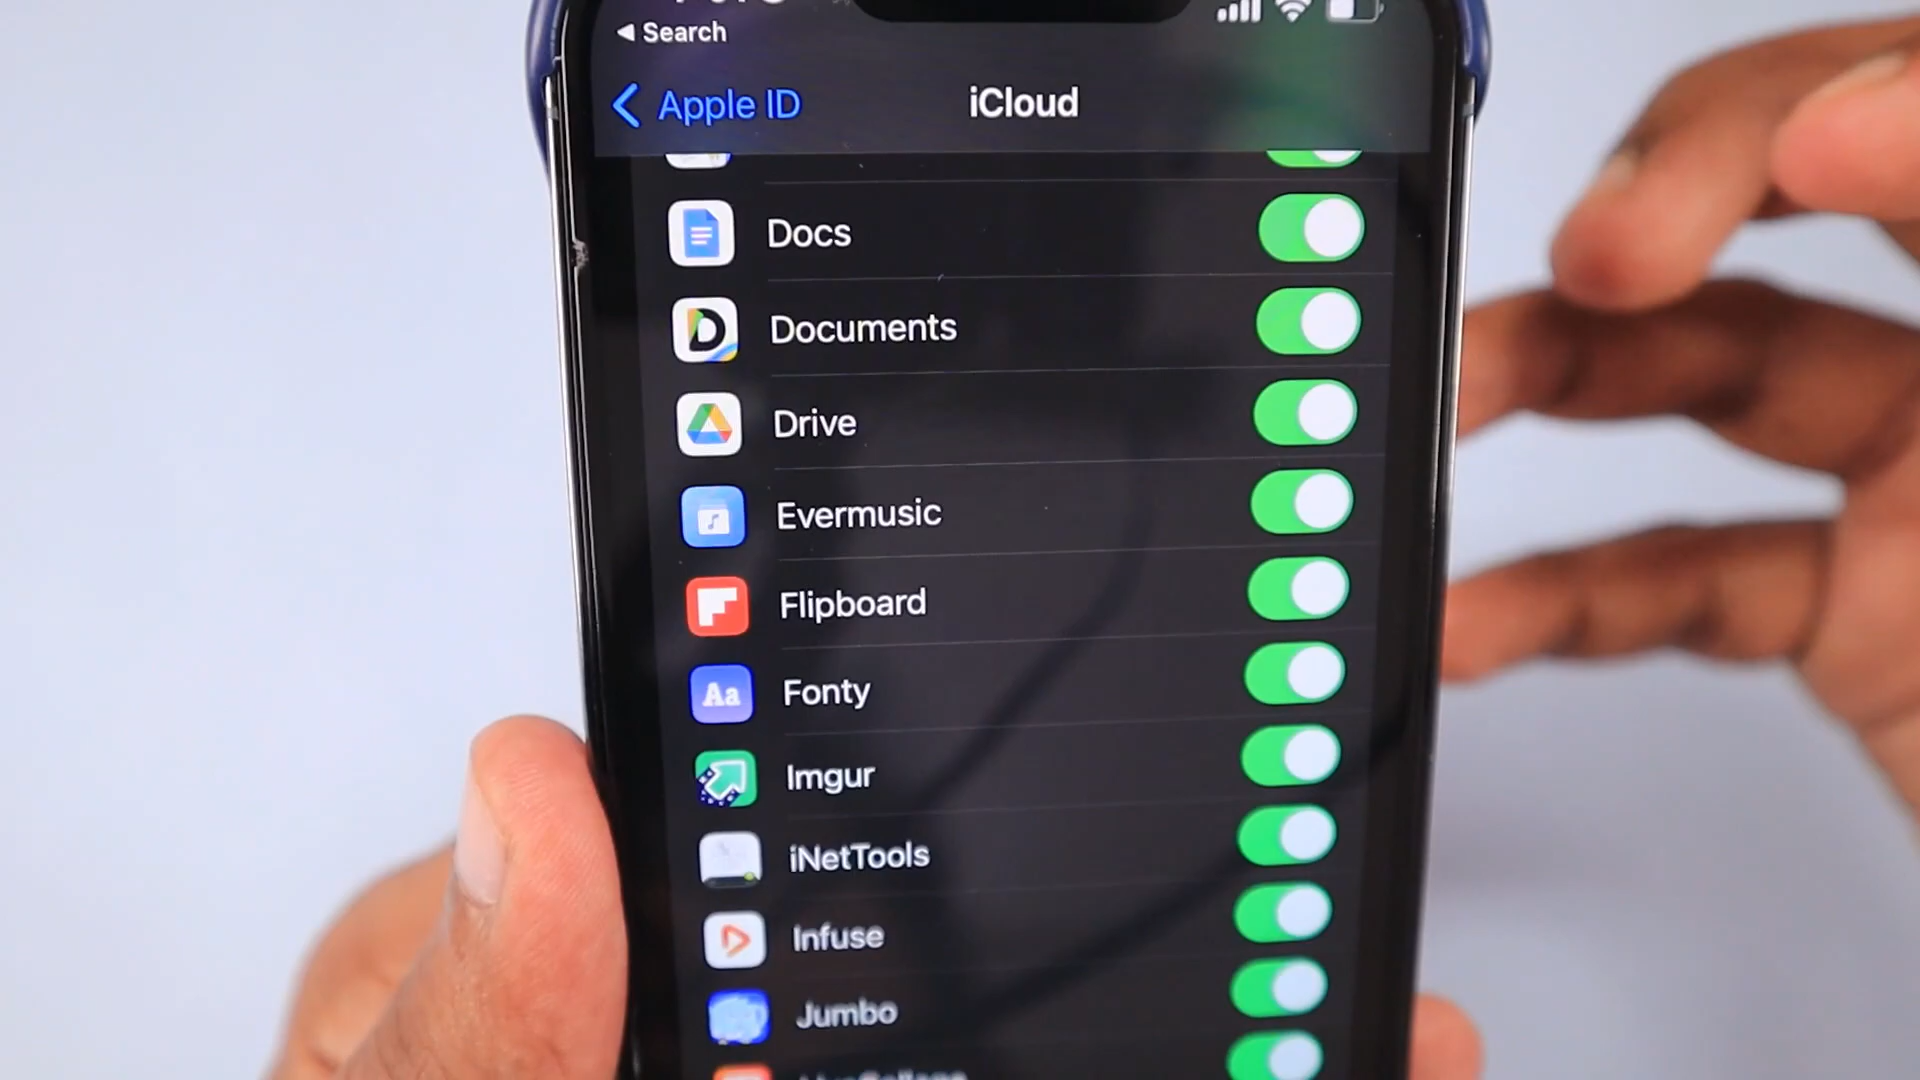 Search
Apple ID
iCloud
Docs
Documents
Drive
Evermusic
Flipboard
Aa
Fonty
Imgur
iNetTools
Infuse
Jumbo